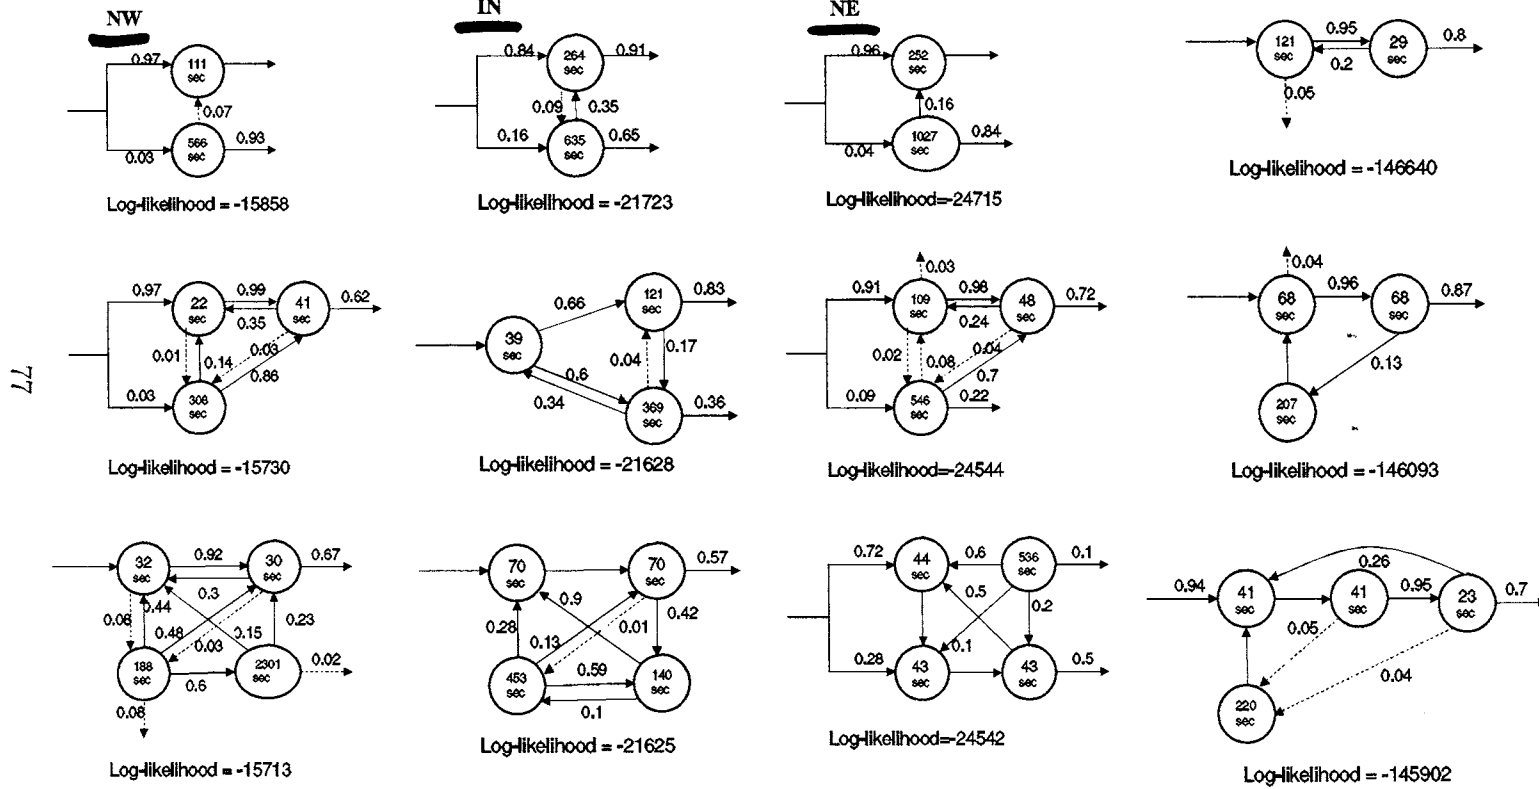 NW
IN
NE
0.97
111
sec
0.07
566
sec
0.93
0.03
Log-likelihood = -15858
0.84
264
sec
0.91
0.09
0.35
0.16
635
sec
0.65
Log-likelihood = -21723
0.96
252
sec
0.16
1027
sec
0.84
0.04
Log-likelihood=-24715
121
sec
0.95
0.2
29
sec
0.8
0.05
Log-likelihood = -146640
77
0.97
22
sec
0.99
0.35
41
sec
0.62
0.01
0.14
0.03
0.86
0.03
308
sec
Log-likelihood = -15730
39
sec
0.66
121
sec
0.83
0.04
0.17
0.6
0.34
369
sec
0.36
Log-likelihood = -21628
0.03
0.91
109
sec
0.98
0.24
48
sec
0.72
0.02
0.08
0.04
0.7
0.09
546
sec
0.22
Log-likelihood=-24544
0.04
68
sec
0.96
68
sec
0.87
0.13
207
sec
Log-likelihood = -146093
32
sec
0.92
0.3
30
sec
0.67
0.06
0.44
0.48
0.03
0.15
0.23
188
sec
0.6
2301
sec
0.02
0.08
Log-likelihood = -15713
70
sec
70
sec
0.57
0.9
0.42
0.28
0.13
0.01
453
sec
0.59
0.1
140
sec
Log-likelihood = -21625
0.72
44
sec
0.6
536
sec
0.1
0.5
0.2
0.1
0.28
43
sec
43
sec
0.5
Log-likelihood=-24542
0.26
0.94
41
sec
41
sec
0.95
23
sec
0.7
0.05
0.04
220
sec
Log-likelihood = -145902